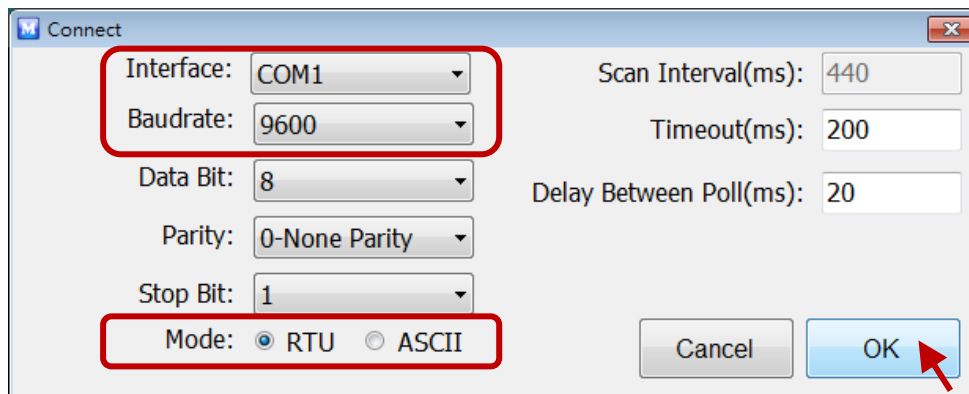 Connect
Interface: COM1
Baudrate: 9600
Data Bit: 8
Parity: 0-None Parity
Stop Bit: 1
Mode: RTU ASCII
Scan Interval(ms): 440
Timeout(ms): 200
Delay Between Poll(ms): 20
Cancel OK